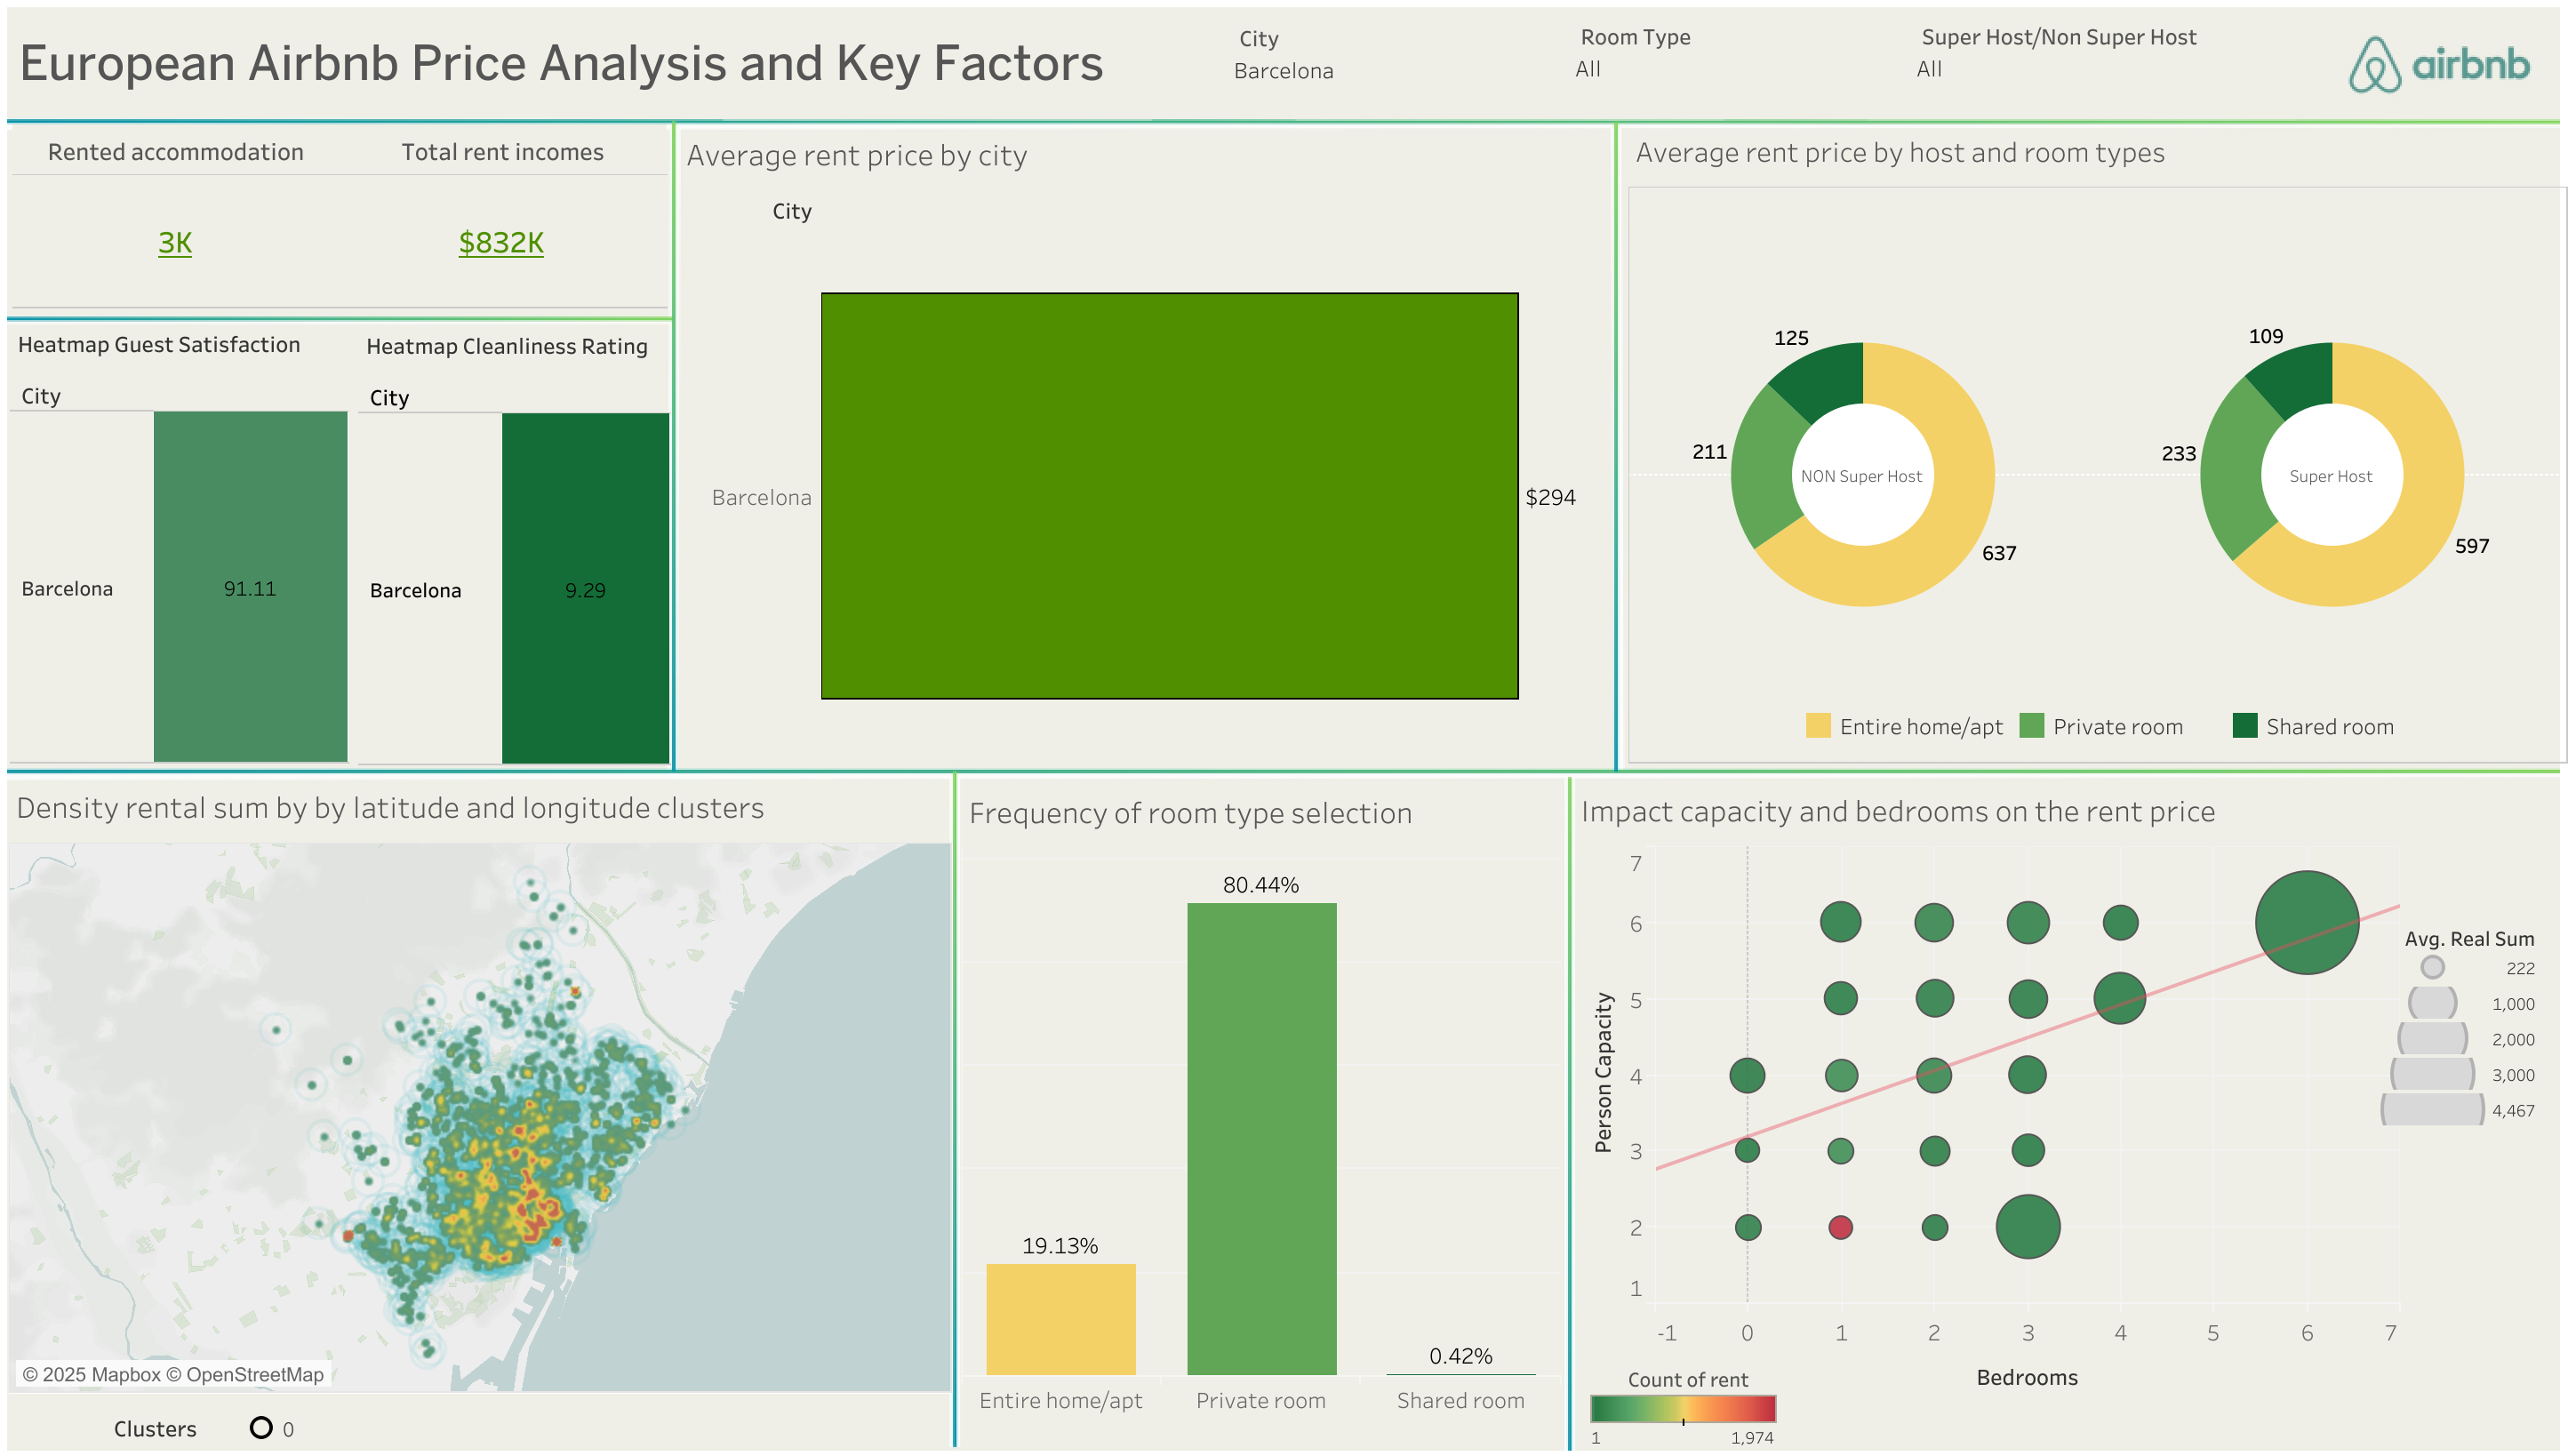 European Airbnb Price Analysis and Key Factors
City
Barcelona
Room Type
All
Super Host/Non Super Host
All
airbnb
Rented accommodation
Total rent incomes
3K
$832K
Heatmap Guest Satisfaction
City
Barcelona
91.11
Heatmap Cleanliness Rating
City
Barcelona
9.29
Average rent price by city
City
Barcelona
$294
Average rent price by host and room types
125
211
NON Super Host
637
109
233
Super Host
597
Entire home/apt
Private room
Shared room
Density rental sum by by latitude and longitude clusters
© 2025 Mapbox © OpenStreetMap
Clusters
0
Frequency of room type selection
80.44%
19.13%
0.42%
Entire home/apt
Private room
Shared room
Impact capacity and bedrooms on the rent price
7
6
5
4
3
2
1
Person Capacity
-1
0
1
2
3
4
5
6
7
Bedrooms
Avg. Real Sum
222
1,000
2,000
3,000
4,467
Count of rent
1
1,974